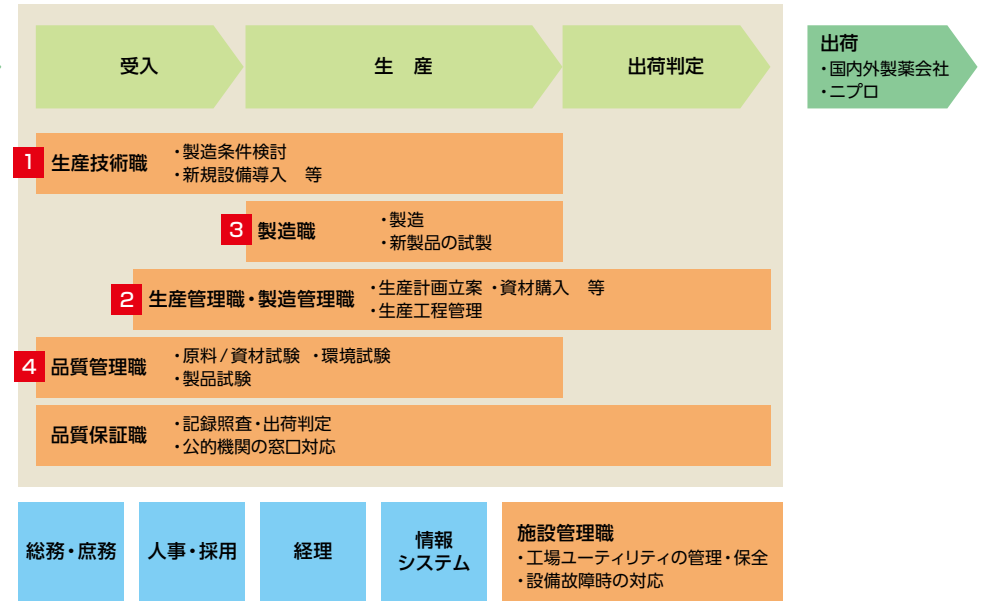 受入
生 産
出荷判定
出荷
・国内外製薬会社
・ニプロ
1 生産技術職
・製造条件検討
・新規設備導入 等
3 製造職
・製造
・新製品の試製
2 生産管理職・製造管理職
・生産計画立案 ・資材購入 等
・生産工程管理
4 品質管理職
・原料/資材試験 ・環境試験
・製品試験
品質保証職
・記録照査・出荷判定
・公的機関の窓口対応
総務・庶務
人事・採用
経理
情報
システム
施設管理職
・工場ユーティリティの管理・保全
・設備故障時の対応